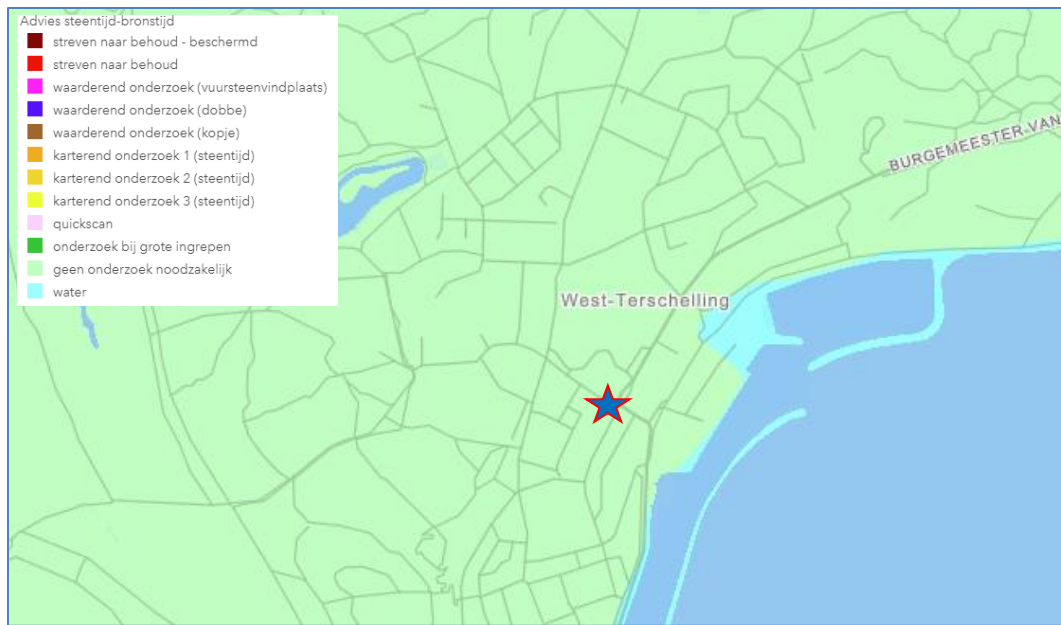 Advies steentijd-bronstijd
streven naar behoud - beschermd
streven naar behoud
waarderend onderzoek (vuursteenvindplaats)
waarderend onderzoek (dobbe)
waarderend onderzoek (kopje)
karterend onderzoek 1 (steentijd)
karterend onderzoek 2 (steentijd)
karterend onderzoek 3 (steentijd)
quickscan
onderzoek bij grote ingrepen
geen onderzoek noodzakelijk
water
BURGEMEESTER VAN
West-Terschelling